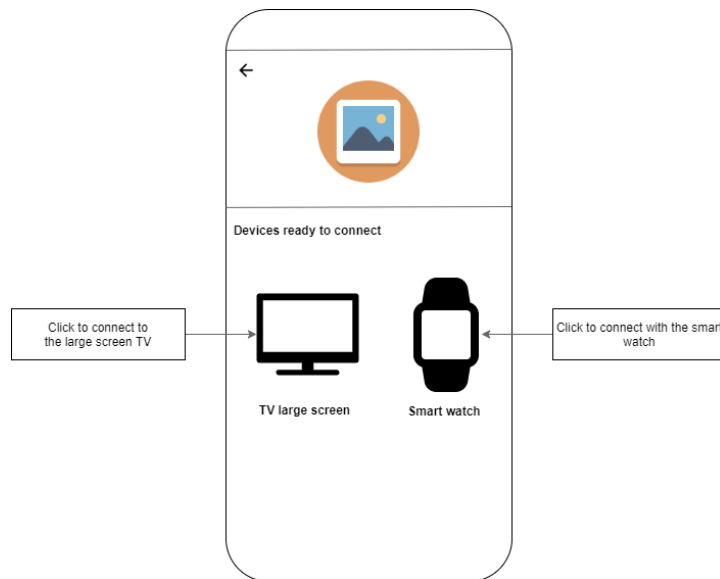 Devices ready to connect
Click to connect to
the large screen TV
Click to connect with the smart
watch
TV large screen
Smart watch